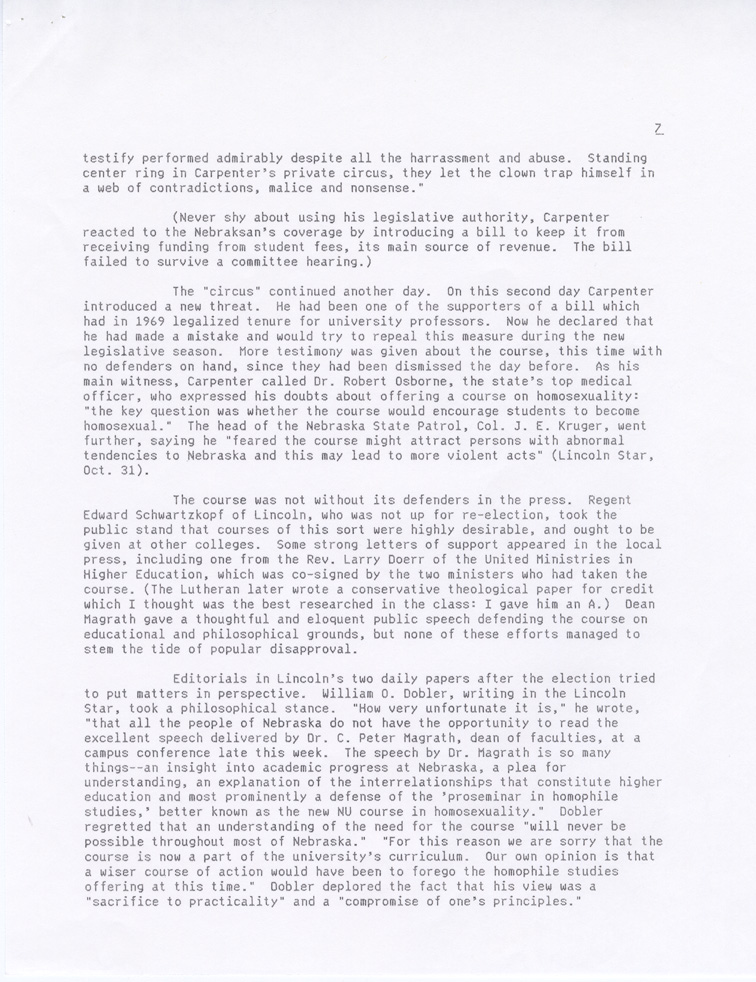 7
testify performed admirably despite all the harrassment and abuse.  Standing
center ring in Carpenter's private circus, they let the clown trap himself in
a web of contradictions, malice and nonsense."
(Never shy about using his legislative authority, Carpenter
reacted to the Nebraksan's coverage by introducing a bill to keep it from
receiving funding from student fees, its main source of revenue.  The bill
failed to survive a committee hearing.)
The "circus" continued another day.  On this second day Carpenter
introduced a new threat.  He had been one of the supporters of a bill which
had in 1969 legalized tenure for university professors.  Now he declared that
he had made a mistake and would try to repeal this measure during the new
legislative season.  More testimony was given about the course, this time with
no defenders on hand, since they had been dismissed the day before.  As his
main witness, Carpenter called Dr. Robert Osborne, the state's top medical
officer, who expressed his doubts about offering a course on homosexuality:
"the key question was whether the course would encourage students to become
homosexual."  The head of the Nebraska State Patrol, Col. J. E. Kruger, went
further, saying he "feared the course might attract persons with abnormal
tendencies to Nebraska and this may lead to more violent acts" (Lincoln Star,
Oct. 31).
The course was not without its defenders in the press.  Regent
Edward Schwartzkopf of Lincoln, who was not up for re-election, took the
public stand that courses of this sort were highly desirable, and ought to be
given at other colleges.  Some strong letters of support appeared in the local
press, including one from the Rev. Larry Doerr of the United Ministries in
Higher Education, which was co-signed by the two ministers who had taken the
course. (The Lutheran later wrote a conservative theological paper for credit
which I thought was the best researched in the class: I gave him an A.)  Dean
Magrath gave a thoughtful and eloquent public speech defending the course on
educational and philosophical grounds, but none of these efforts managed to
stem the tide of popular disapproval.
Editorials in Lincoln's two daily papers after the election tried
to put matters in perspective.  William O. Dobler, writing in the Lincoln
Star, took a philosophical stance.  "How very unfortunate it is," he wrote,
"that all the people of Nebraska do not have the opportunity to read the
excellent speech delivered by Dr. C. Peter Magrath, dean of faculties, at a
campus conference late this week.  The speech by Dr. Magrath is so many
things--an insight into academic progress at Nebraska, a plea for
understanding, an explanation of the interrelationships that constitute higher
education and most prominently a defense of the 'proseminar in homophile
studies,' better known as the new NU course in homosexuality."  Dobler
regretted that an understanding of the need for the course "will never be
possible throughout most of Nebraska."  "For this reason we are sorry that the
course is now a part of the university's curriculum.  Our own opinion is that
a wiser course of action would have been to forego the homophile studies
offering at this time."  Dobler deplored the fact that his view was a
"sacrifice to practicality" and a "compromise of one's principles."